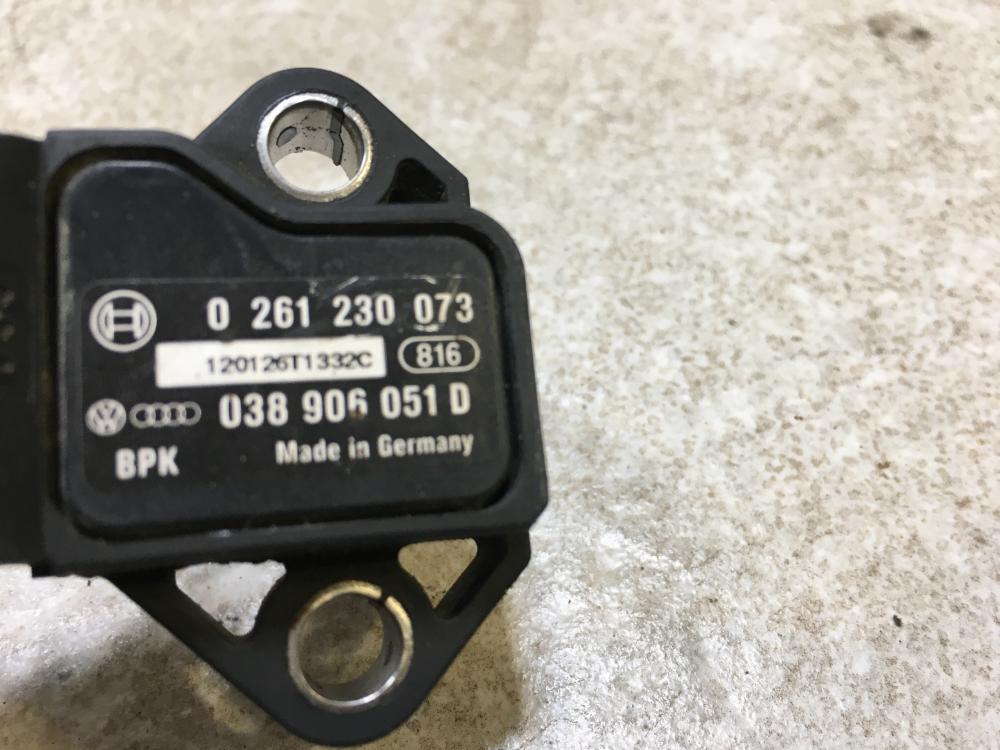 0 261 230 073
120126T1332C 816
038 906 051 D
BPK Made in Germany